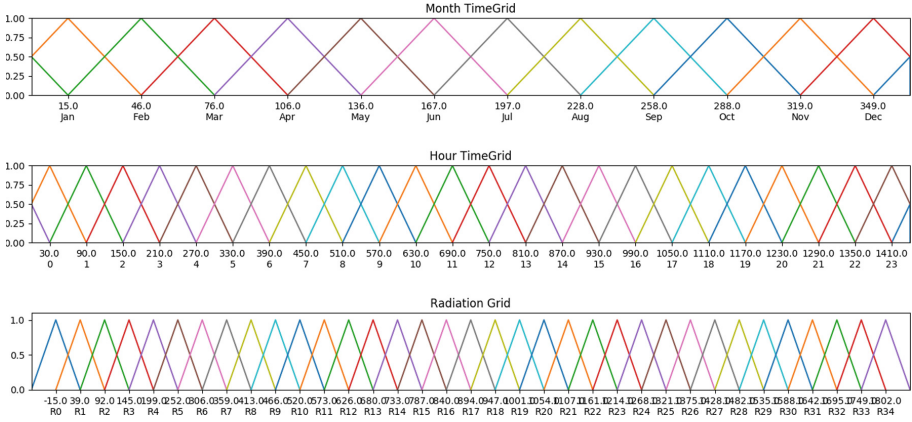 Month TimeGrid
1.00
0.75
0.50
0.25
0.00
15.0 46.0 76.0 106.0 136.0 167.0 197.0 228.0 258.0 288.0 319.0 349.0
Jan Feb Mar Apr May Jun Jul Aug Sep Oct Nov Dec
Hour TimeGrid
1.00
0.75
0.50
0.25
0.00
30.0 90.0 150.0 210.0 270.0 330.0 390.0 450.0 510.0 570.0 630.0 690.0 750.0 810.0 870.0 930.0 990.0 1050.0 1110.0 1170.0 1230.0 1290.0 1350.0 1410.0
0 1 2 3 4 5 6 7 8 9 10 11 12 13 14 15 16 17 18 19 20 21 22 23
Radiation Grid
1.0
0.5
0.0
-15.0 39.0 92.0 145.0 199.0 252.0 306.0 359.0 413.0 466.0 520.0 573.0 626.0 680.0 733.0 787.0 840.0 894.0 947.0 1001.0 1054.0 1107.0 1161.0 1214.0 1268.0 1321.0 1375.0 1428.0 1482.0 1535.0 1588.0 1642.0 1695.0 1749.0 1802.0
R0 R1 R2 R3 R4 R5 R6 R7 R8 R9 R10 R11 R12 R13 R14 R15 R16 R17 R18 R19 R20 R21 R22 R23 R24 R25 R26 R27 R28 R29 R30 R31 R32 R33 R34